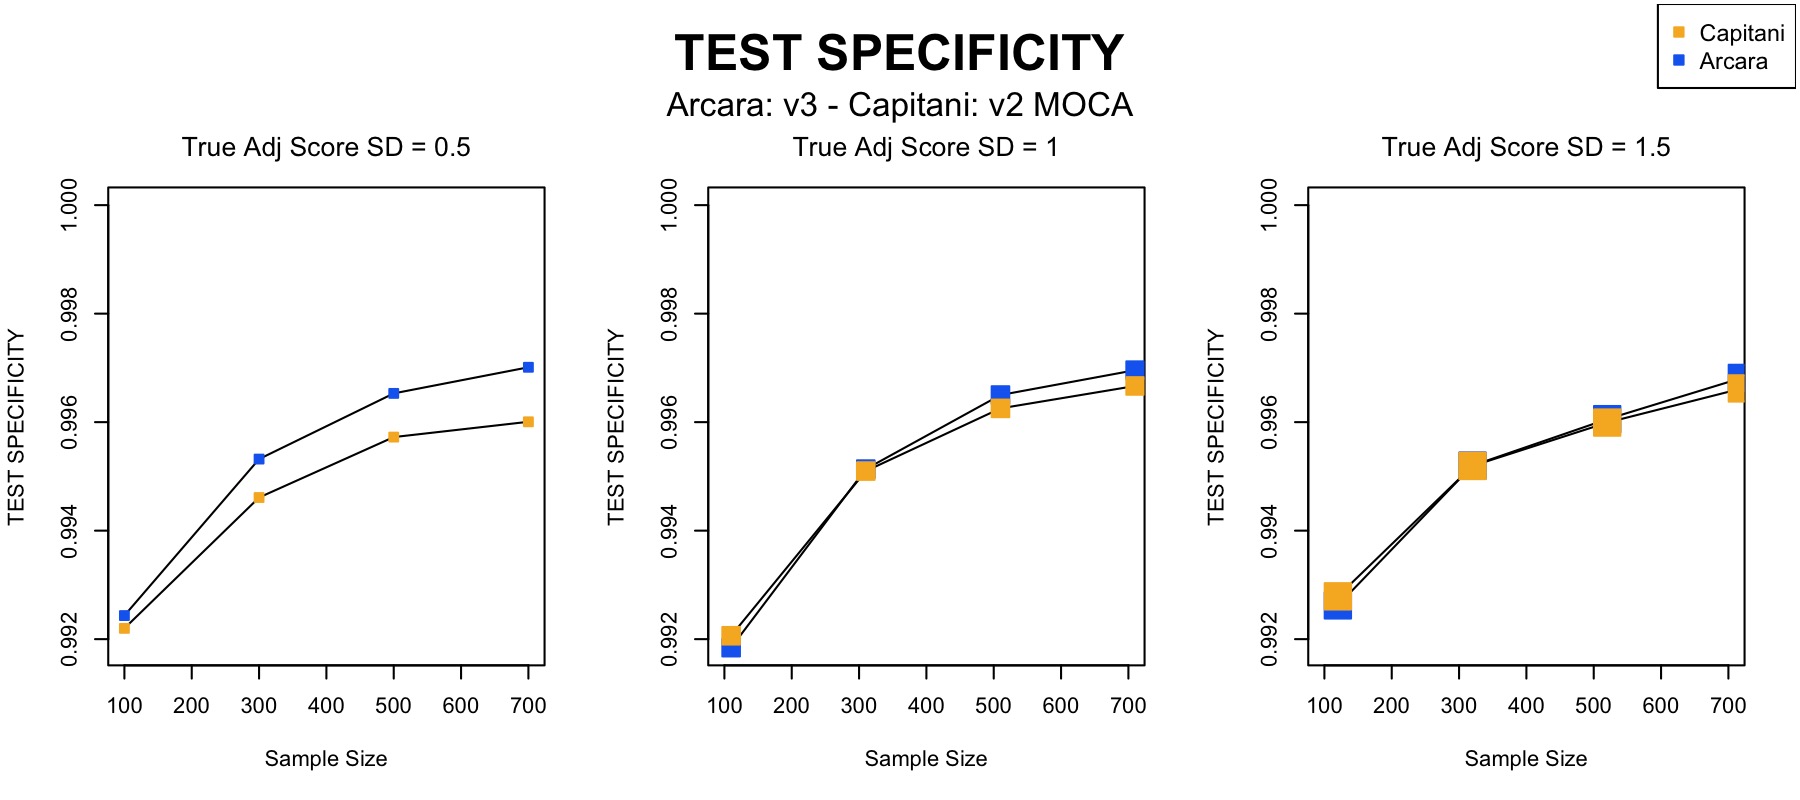 TEST SPECIFICITY
Arcara: v3 - Capitani: v2 MOCA
Capitani
Arcara
True Adj Score SD = 0.5
TEST SPECIFICITY
1.000
0.998
0.996
0.994
0.992
100 200 300 400 500 600 700
Sample Size
True Adj Score SD = 1
TEST SPECIFICITY
1.000
0.998
0.996
0.994
0.992
100 200 300 400 500 600 700
Sample Size
True Adj Score SD = 1.5
TEST SPECIFICITY
1.000
0.998
0.996
0.994
0.992
100 200 300 400 500 600 700
Sample Size